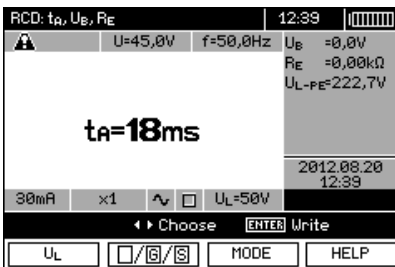 RCD: tA, UB, RE 12:39
U=45,0V f=50,0Hz
UB =0,0V
RE =0,00kΩ
UL-PE=222,7V
tA=18ms
2012.08.20
12:39
30mA x1 UL=50V
Choose ENTER Write
UL □/G/S MODE HELP